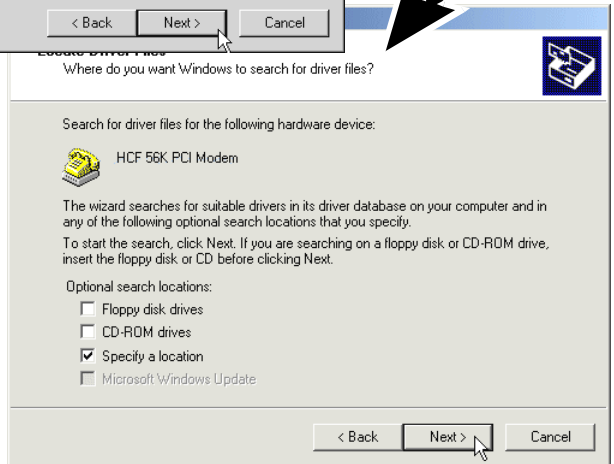 < Back Next > Cancel
Locate Driver Files
Where do you want Windows to search for driver files?
Search for driver files for the following hardware device:
HCF 56K PCI Modem
The wizard searches for suitable drivers in its driver database on your computer and in
any of the following optional search locations that you specify.
To start the search, click Next. If you are searching on a floppy disk or CD-ROM drive,
insert the floppy disk or CD before clicking Next.
Optional search locations:
Floppy disk drives
CD-ROM drives
Specify a location
Microsoft Windows Update
< Back Next > Cancel